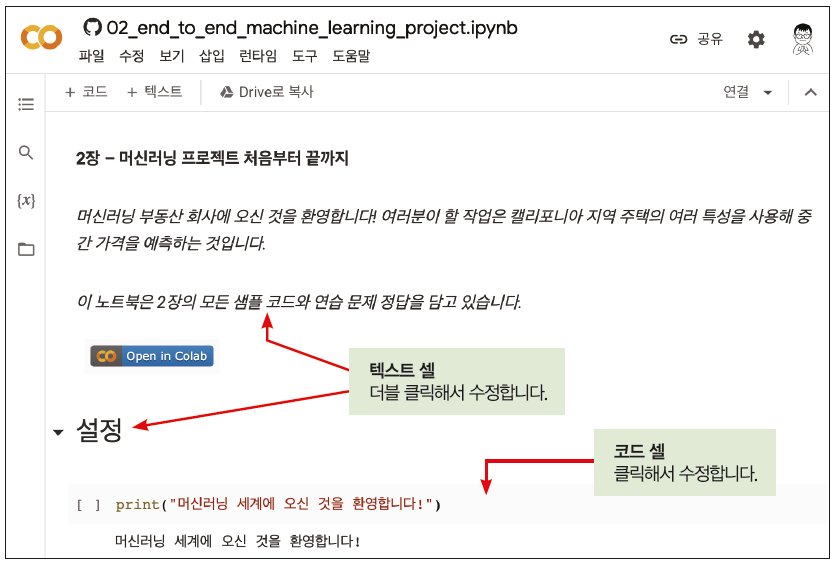 CO 02_end_to_end_machine_learning_project.ipynb
공유
파일 수정 보기 삽입 런타임 도구 도움말
+ 코드 + 텍스트 Drive로 복사 연결
{x}
2장 – 머신러닝 프로젝트 처음부터 끝까지
머신러닝 부동산 회사에 오신 것을 환영합니다! 여러분이 할 작업은 캘리포니아 지역 주택의 여러 특성을 사용해 중
간 가격을 예측하는 것입니다.
이 노트북은 2장의 모든 샘플 코드와 연습 문제 정답을 담고 있습니다.
CO Open in Colab
텍스트 셀
더블 클릭해서 수정합니다.
설정
코드 셀
클릭해서 수정합니다.
[ ] print("머신러닝 세계에 오신 것을 환영합니다!")
머신러닝 세계에 오신 것을 환영합니다!